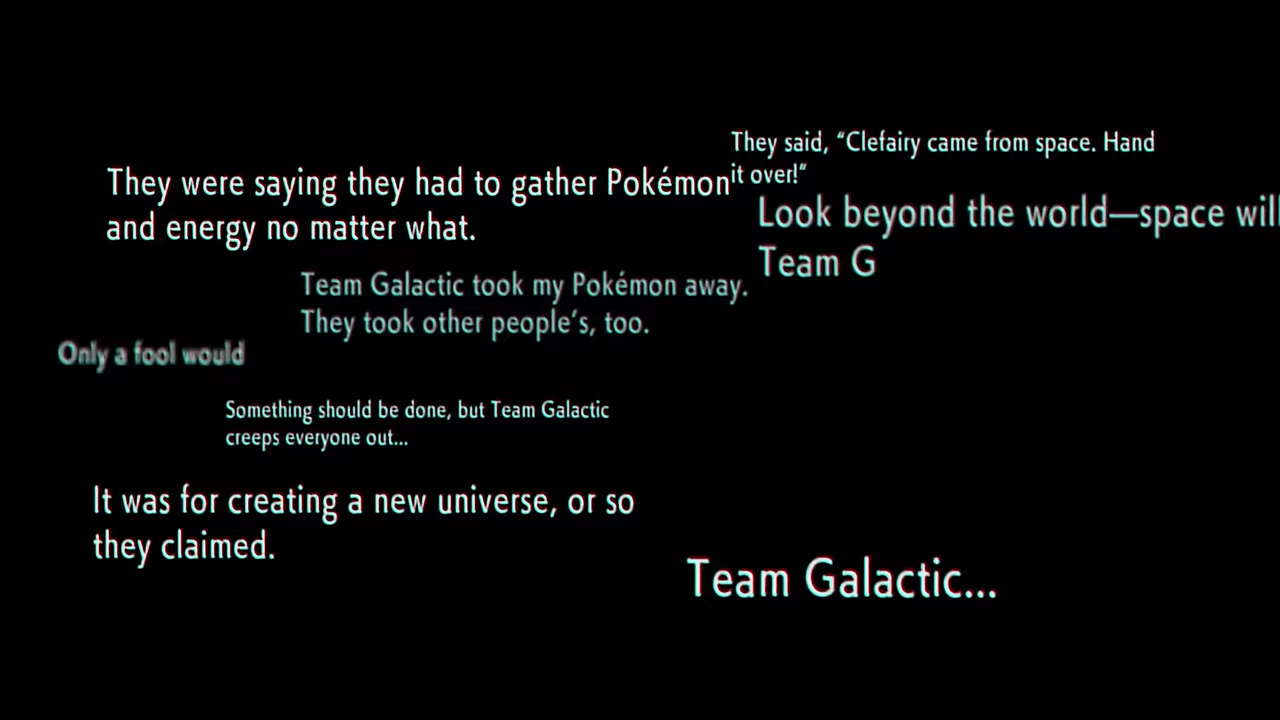 They said, “Clefairy came from space. Hand
it over!“
They were saying they had to gather Pokémon
and energy no matter what.
Look beyond the world—space will
Team G
Team Galactic took my Pokémon away.
They took other people’s, too.
Only a fool would
Something should be done, but Team Galactic
creeps everyone out...
It was for creating a new universe, or so
they claimed.
Team Galactic...